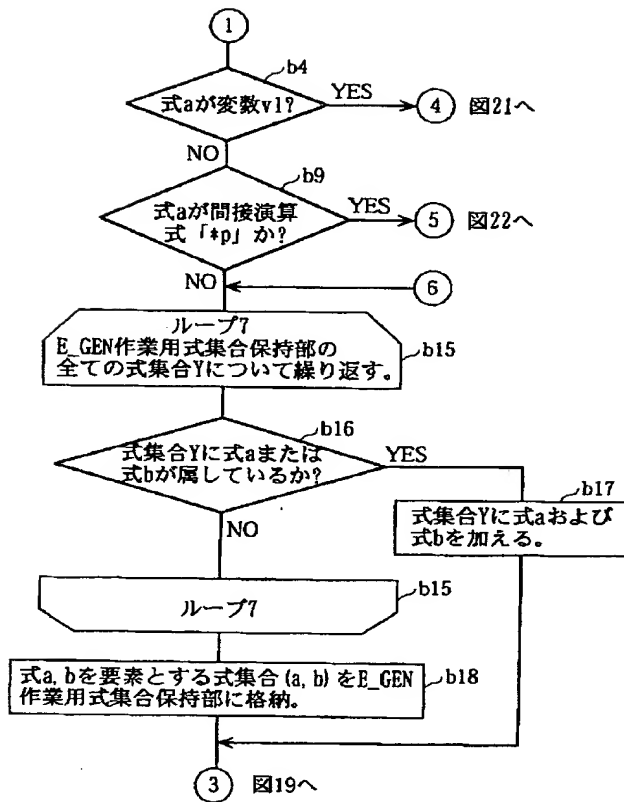 1
b4
式aが変数v1?
YES
4 図21へ
NO
b9
式aが間接演算
式「*p」か?
YES
5 図22へ
NO
6
ループ7
E_GEN作業用式集合保持部の
全ての式集合Yについて繰り返す。
b15
b16
式集合Yに式aまたは
式bが属しているか?
YES
NO
b17
式集合Yに式aおよび
式bを加える。
b15
ループ7
式a,bを要素とする式集合(a,b)をE_GEN
作業用式集合保持部に格納。
b18
3 図19へ